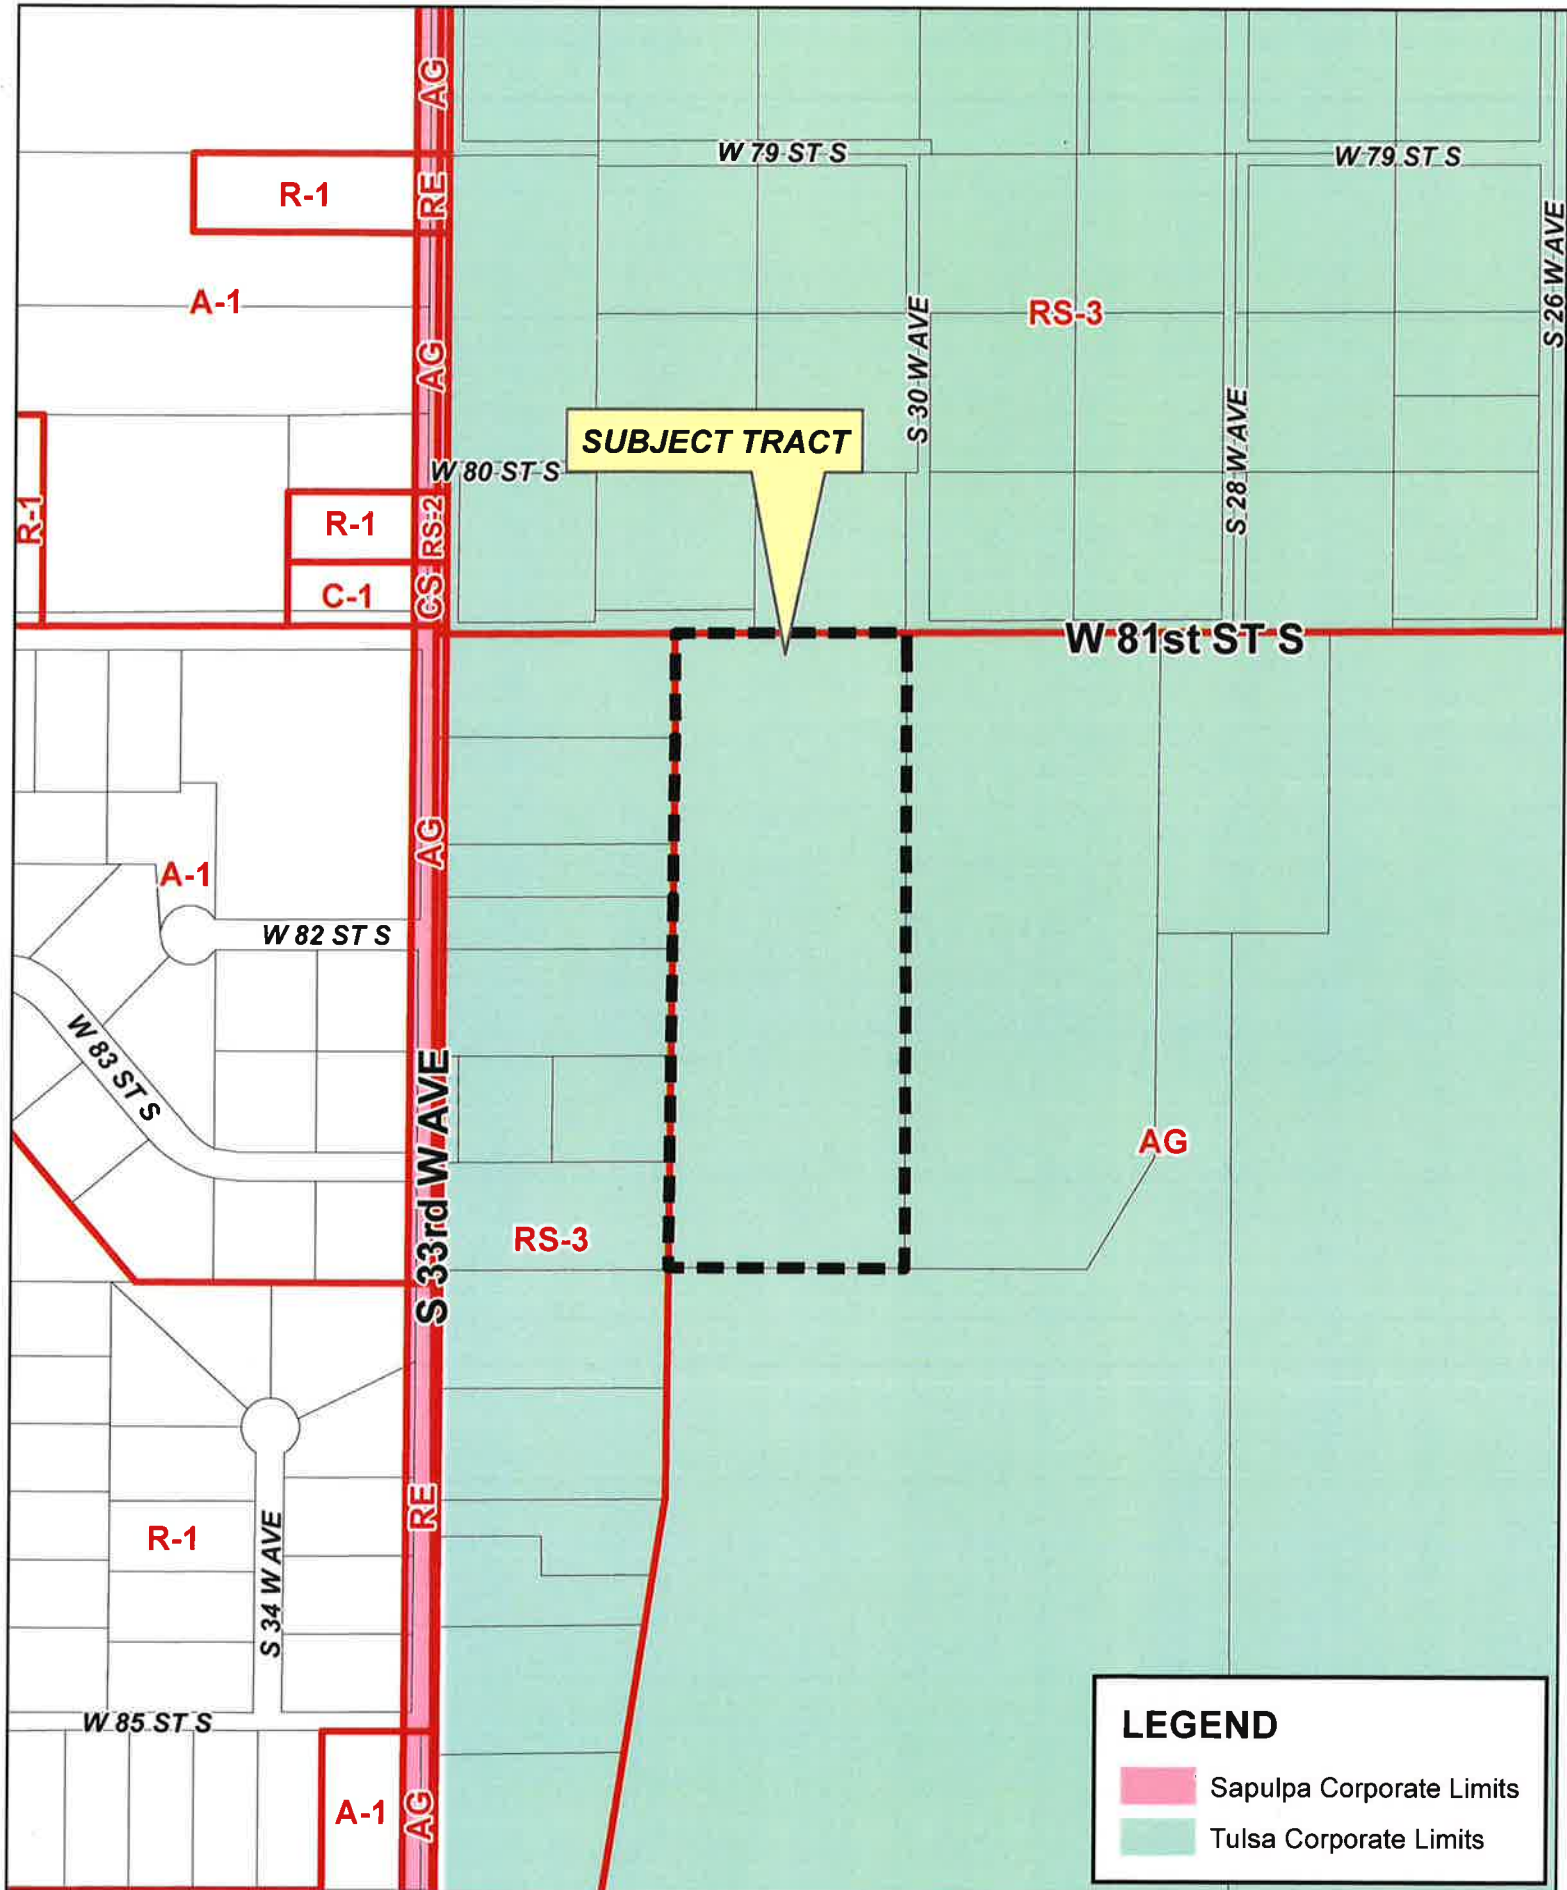 AG
W 79 ST S
W 79 ST S
R-1
RE
S 26 W AVE
A-1
RS-3
S 30 W AVE
AG
SUBJECT TRACT
S 28 W AVE
W 80 ST S
R-1
R-1
RS-2
C-1
CS
W 81st ST S
AG
A-1
W 82 ST S
W 83 ST S
S 33rd W AVE
AG
RS-3
RE
R-1
S 34 W AVE
W 85 ST S
A-1
AG
LEGEND
Sapulpa Corporate Limits
Tulsa Corporate Limits